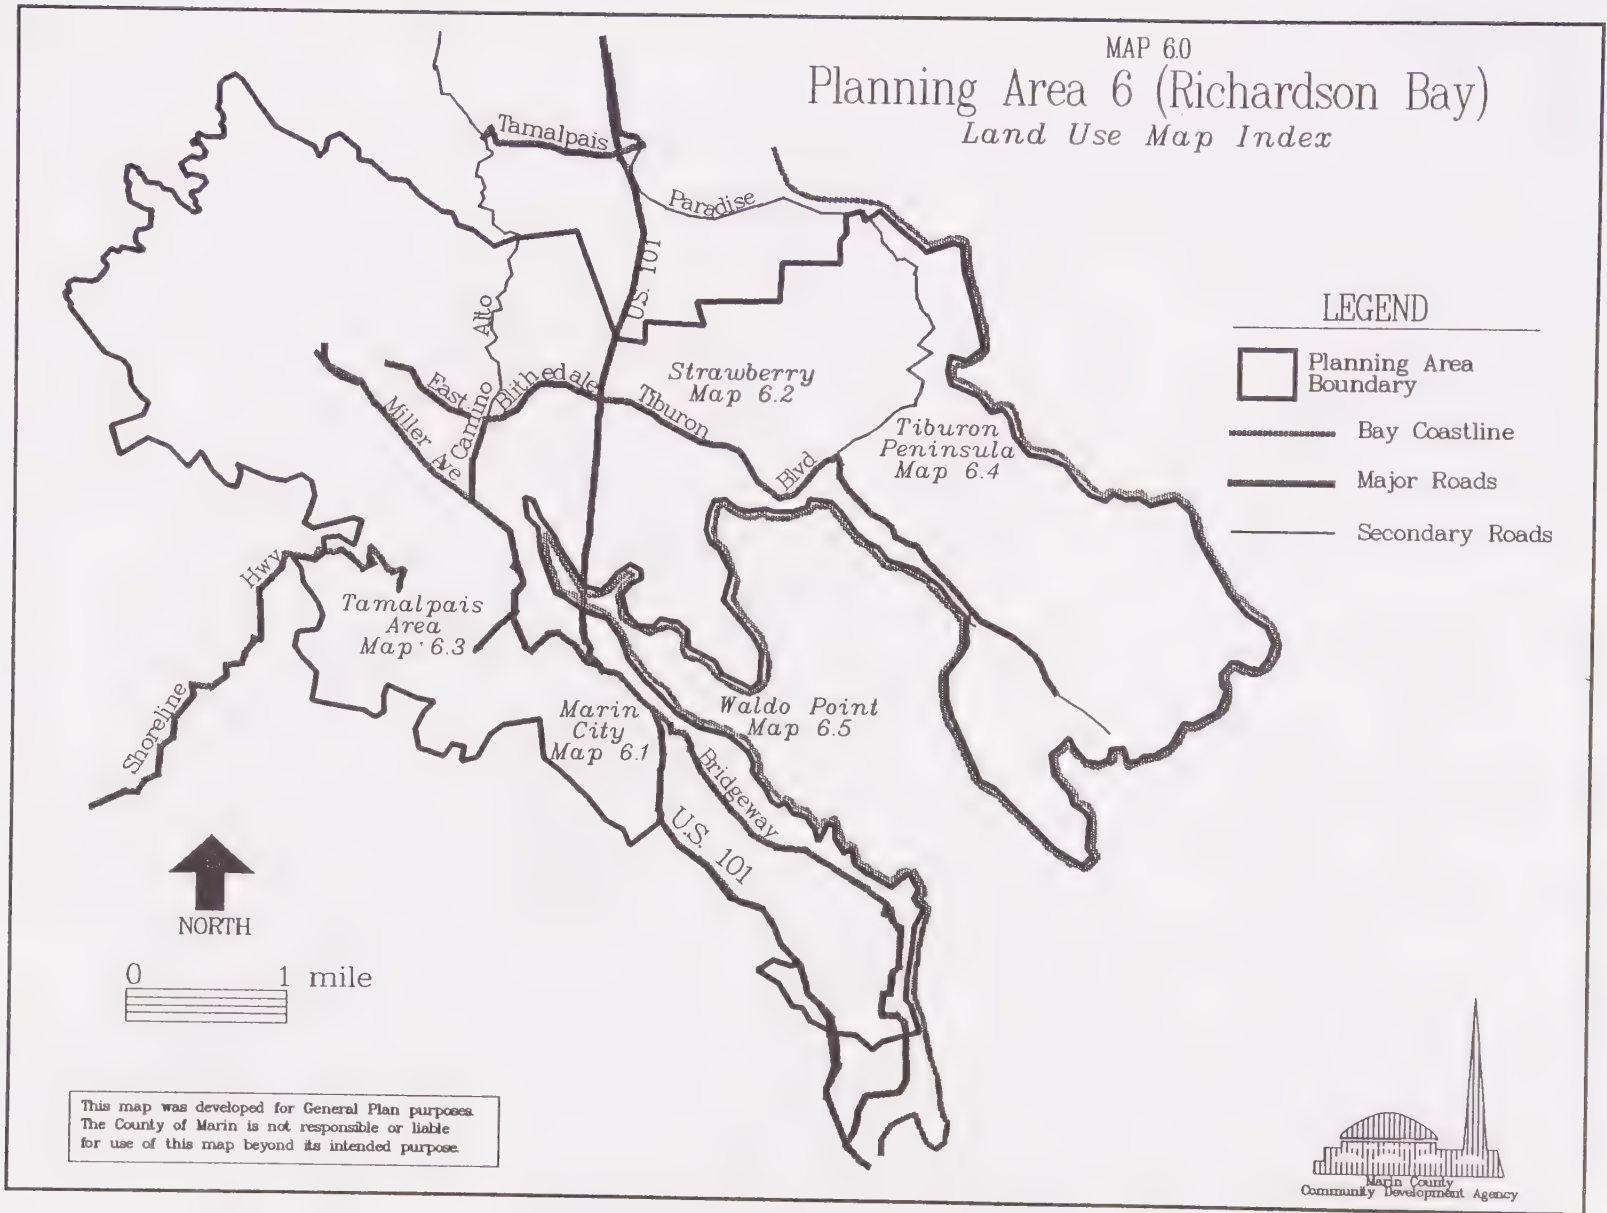 MAP 6.0
Planning Area 6 (Richardson Bay)
Land Use Map Index
Tamalpais
Paradise
U.S. 101
Alto
Camino
East
Blithedale
Miller
Ave
Tiburon
Blvd
Strawberry
Map 6.2
Tiburon
Peninsula
Map 6.4
LEGEND
Planning Area
Boundary
Bay Coastline
Major Roads
Secondary Roads
Hwy
Shoreline
Tamalpais
Area
Map 6.3
Marin
City
Map 6.1
Waldo Point
Map 6.5
Bridgeway
U.S. 101
NORTH
0 1 mile
This map was developed for General Plan purposes.
The County of Marin is not responsible or liable
for use of this map beyond its intended purpose.
Marin County
Community Development Agency